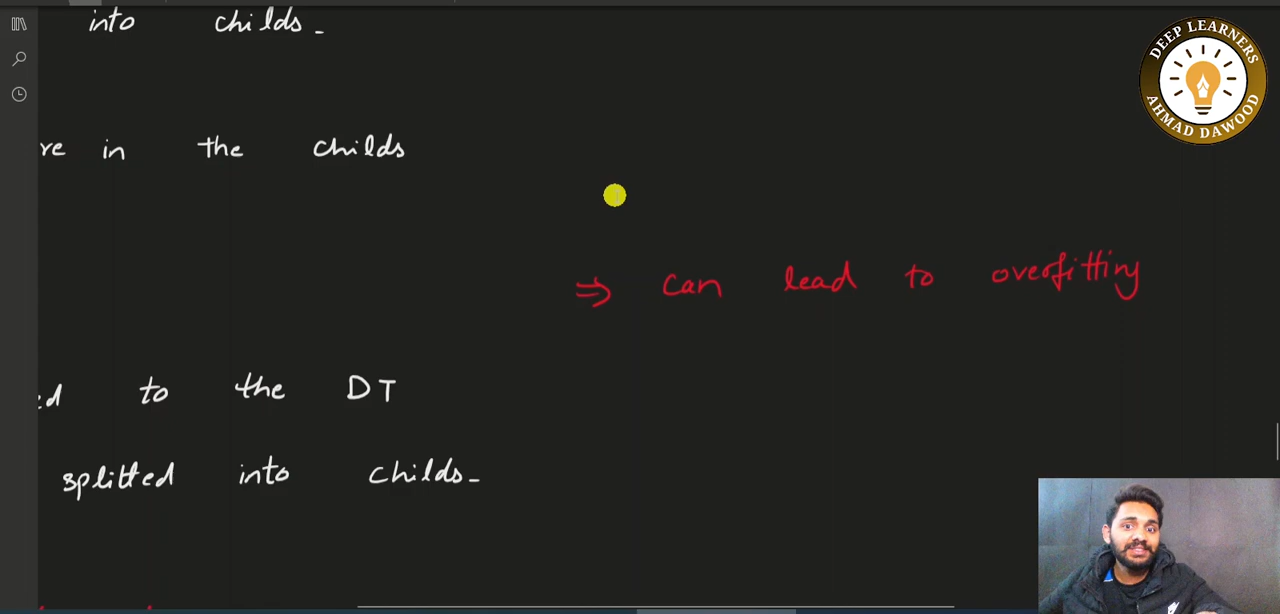 into childs.
re in the childs
⇒ can lead to overfitting
ed to the DT
splitted into childs.
DEEP LEARNERS
AHMAD DAWOOD